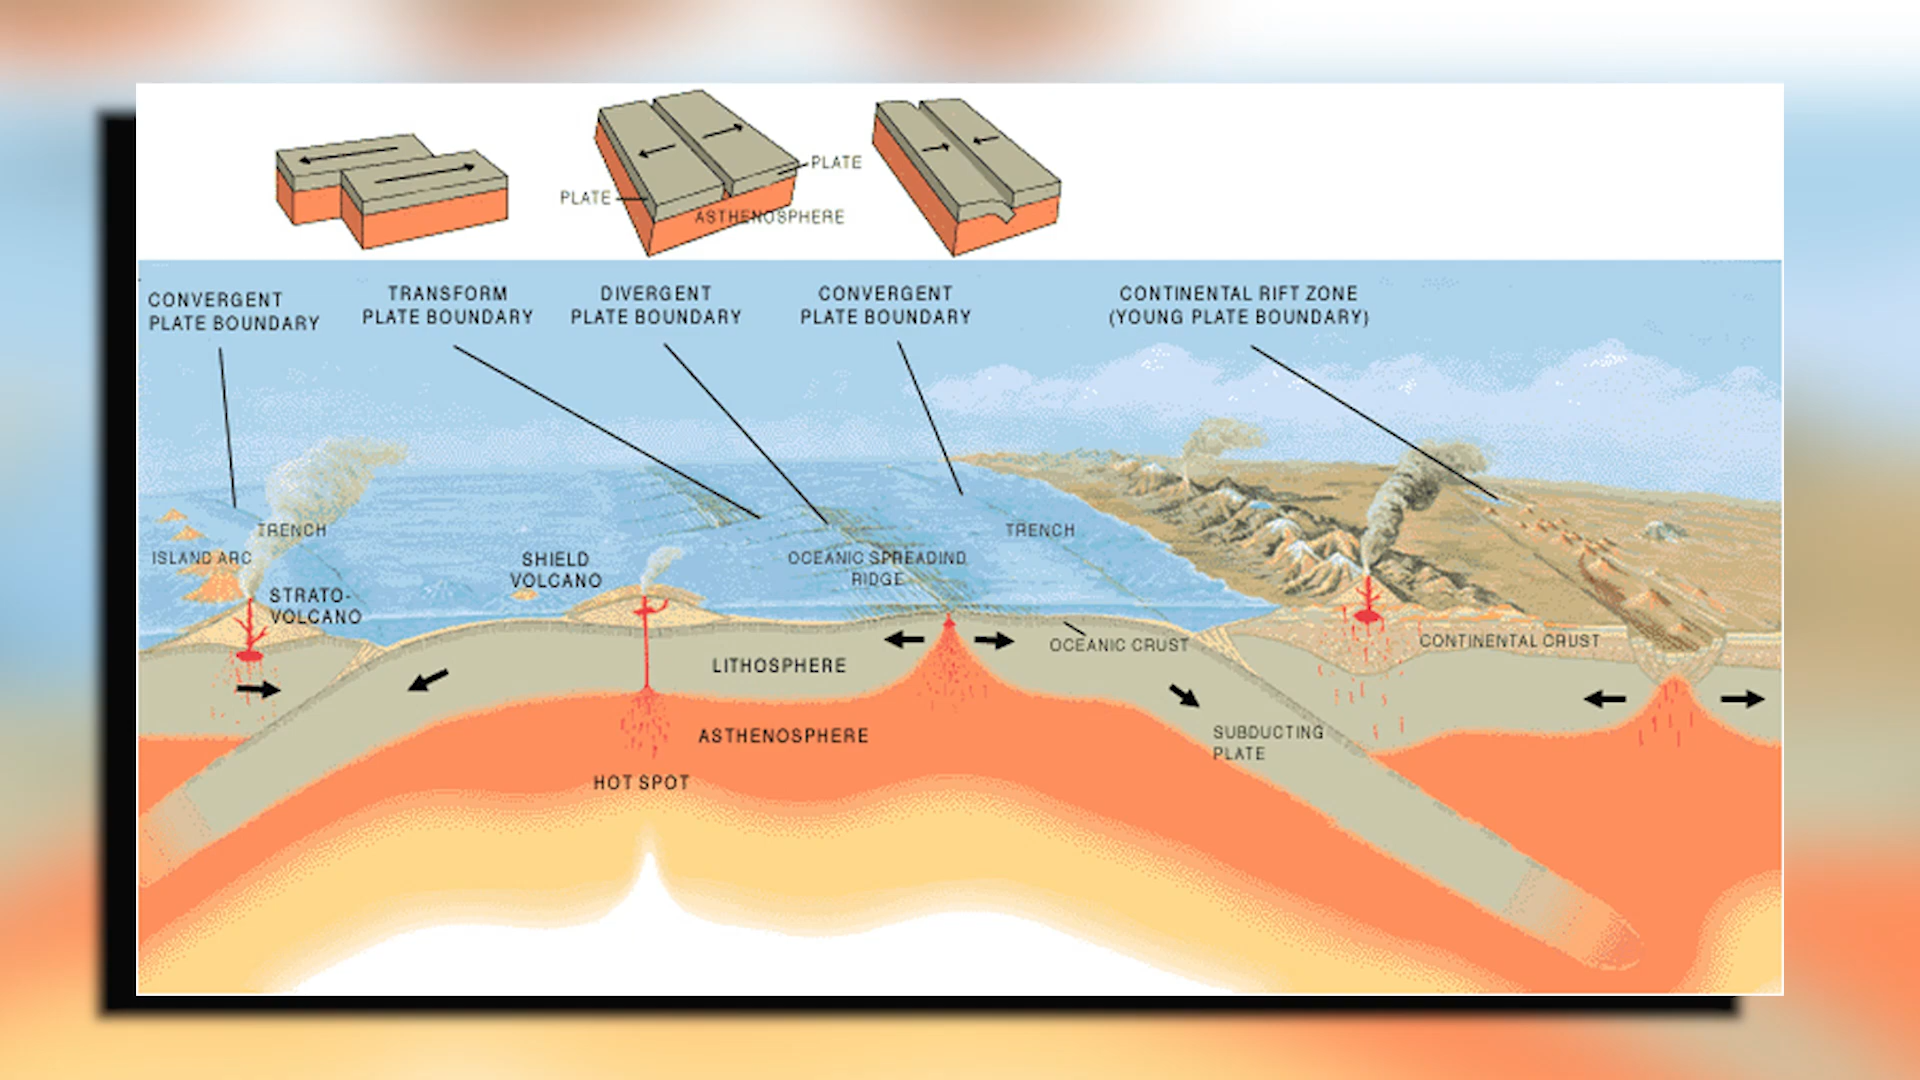 PLATE
PLATE
ASTHENOSPHERE
CONVERGENT
PLATE BOUNDARY
TRANSFORM
PLATE BOUNDARY
DIVERGENT
PLATE BOUNDARY
CONVERGENT
PLATE BOUNDARY
CONTINENTAL RIFT ZONE
(YOUNG PLATE BOUNDARY)
TRENCH
ISLAND ARC
STRATO-
VOLCANO
SHIELD
VOLCANO
OCEANIC SPREADIND
RIDGE
TRENCH
OCEANIC CRUST
CONTINENTAL CRUST
LITHOSPHERE
ASTHENOSPHERE
SUBDUCTING
PLATE
HOT SPOT